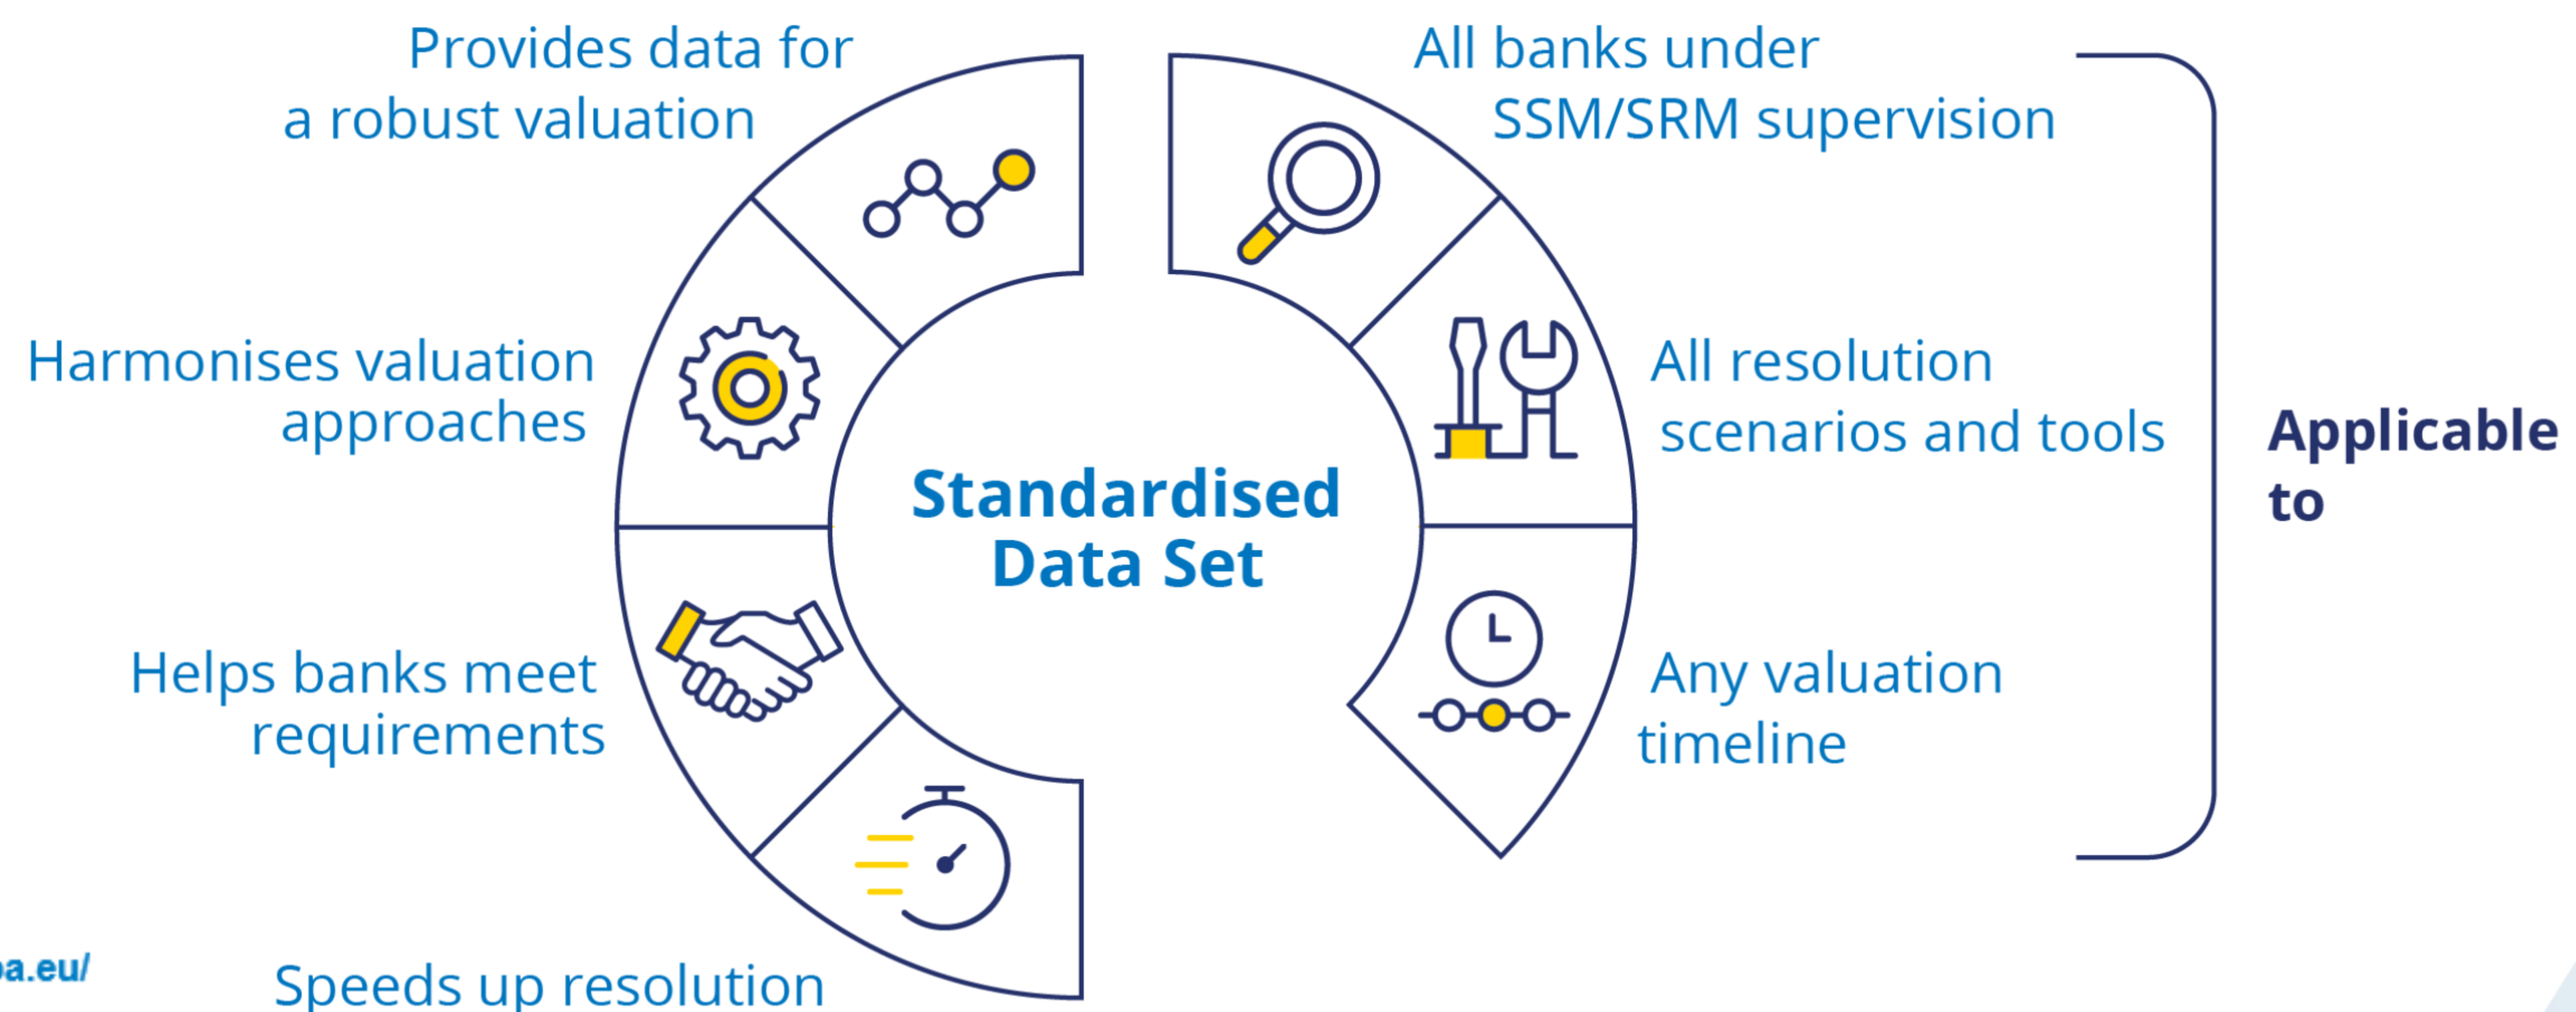 Provides data for
a robust valuation
Harmonises valuation
approaches
Helps banks meet
requirements
Speeds up resolution
Standardised
Data Set
All banks under
SSM/SRM supervision
All resolution
scenarios and tools
Any valuation
timeline
Applicable
to
a.eu/